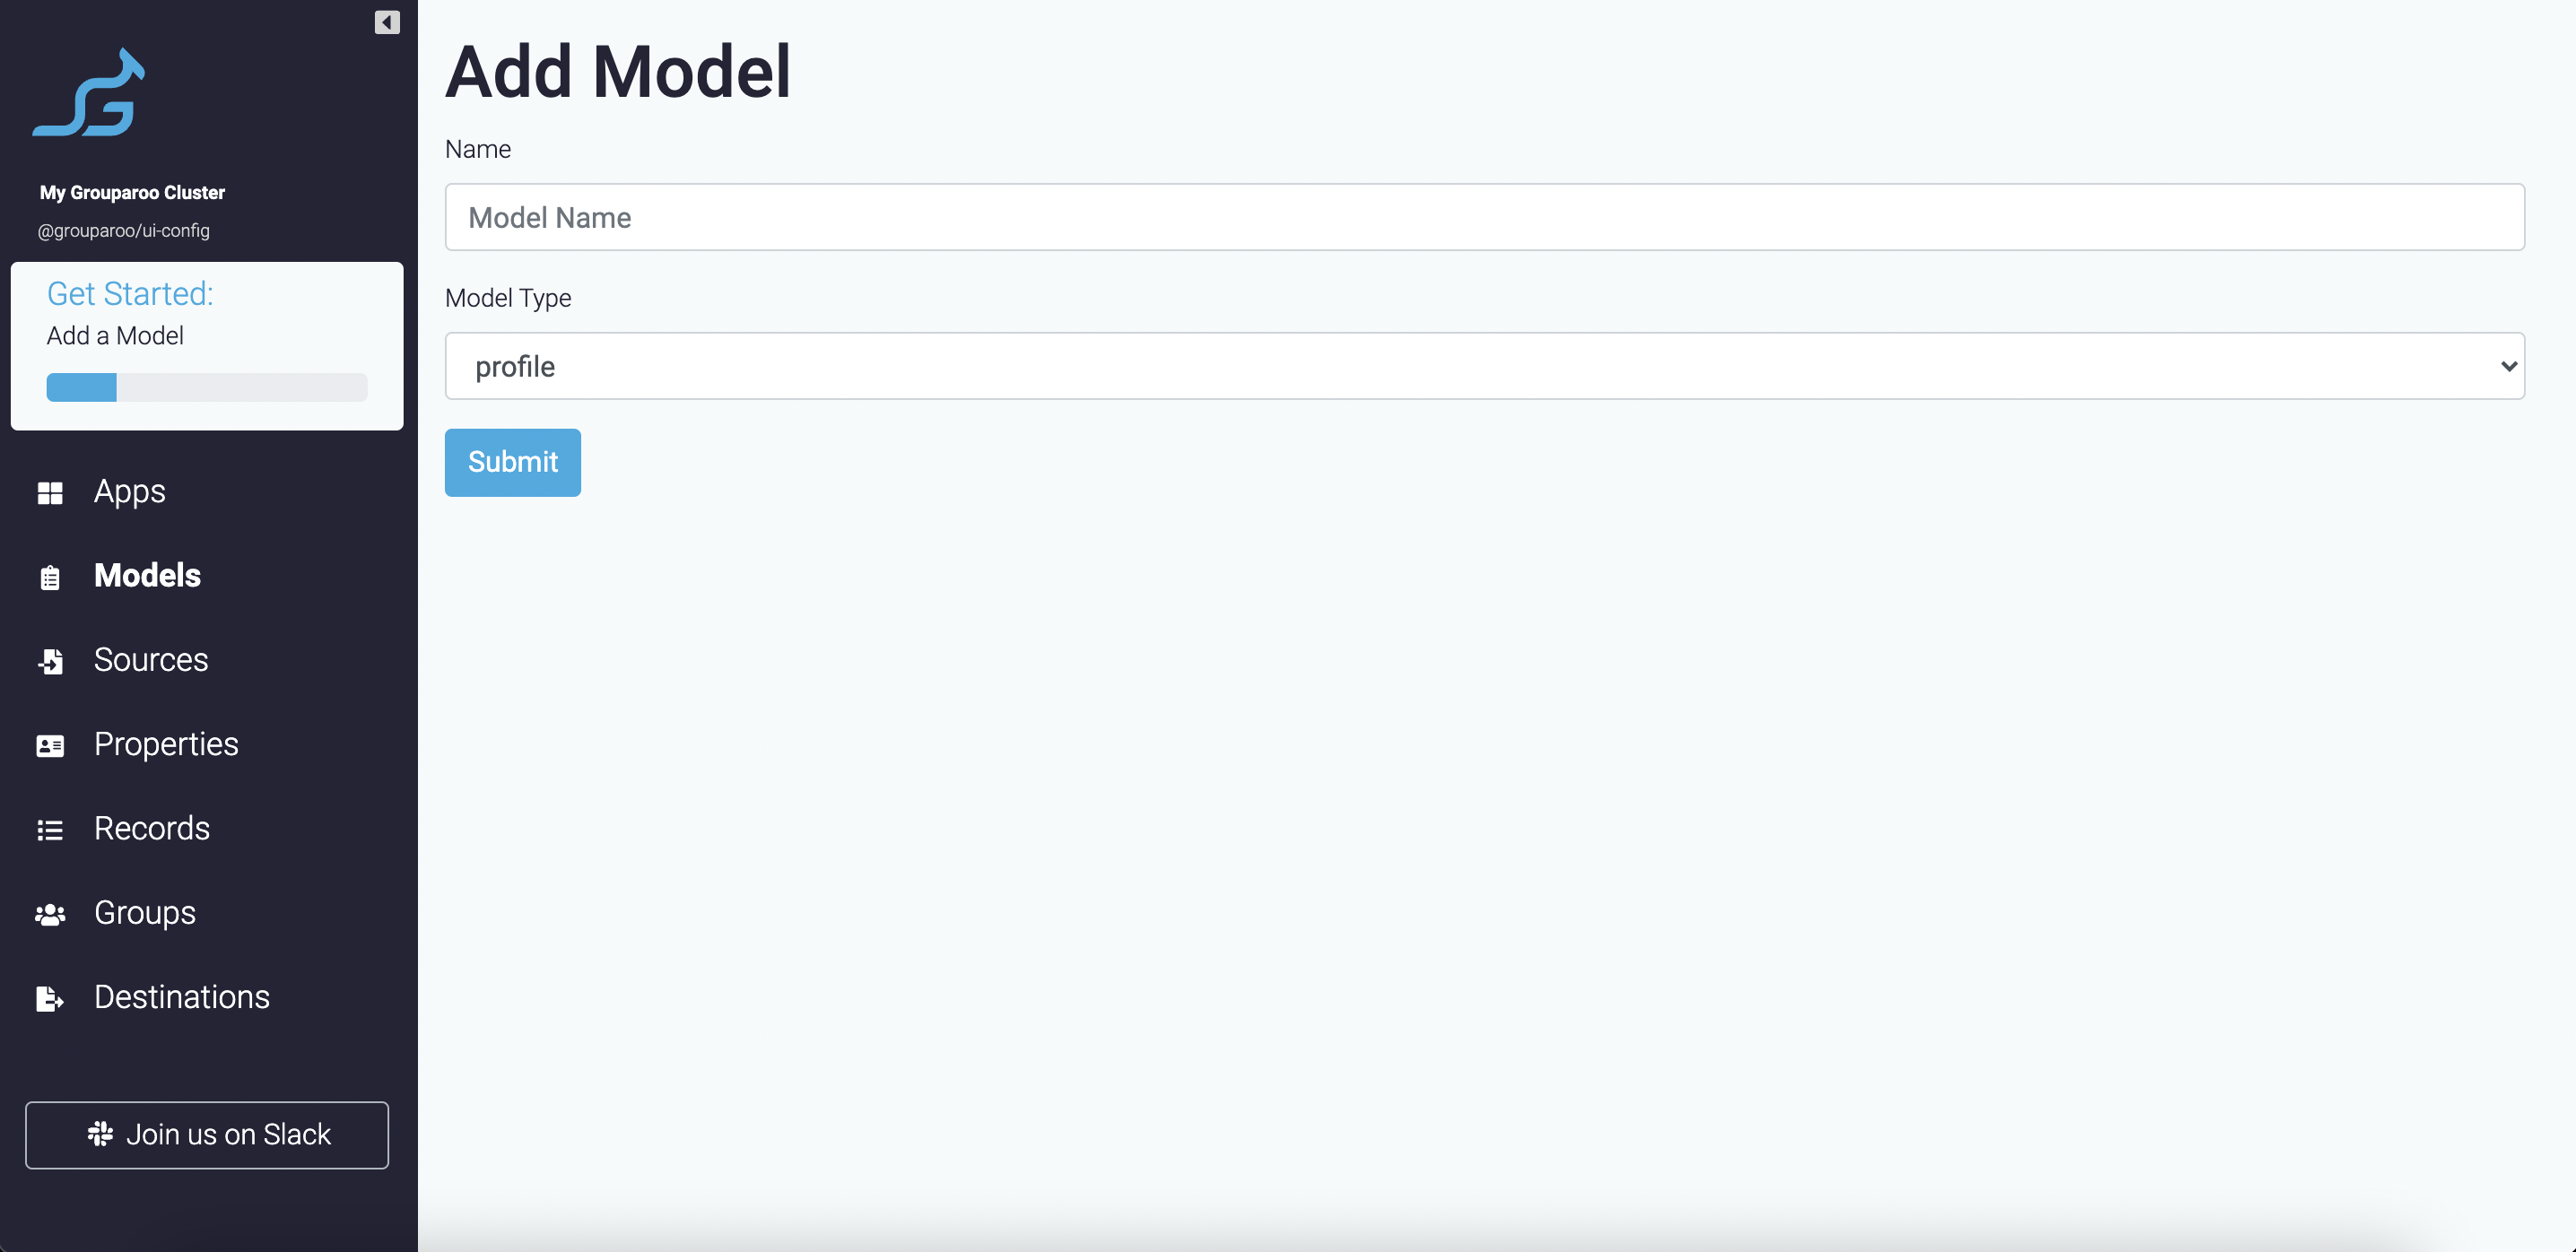 My Grouparoo Cluster
@grouparoo/ui-config
Get Started:
Add a Model
Apps
Models
Sources
Properties
Records
Groups
Destinations
Join us on Slack
Add Model
Name
Model Name
Model Type
profile
Submit